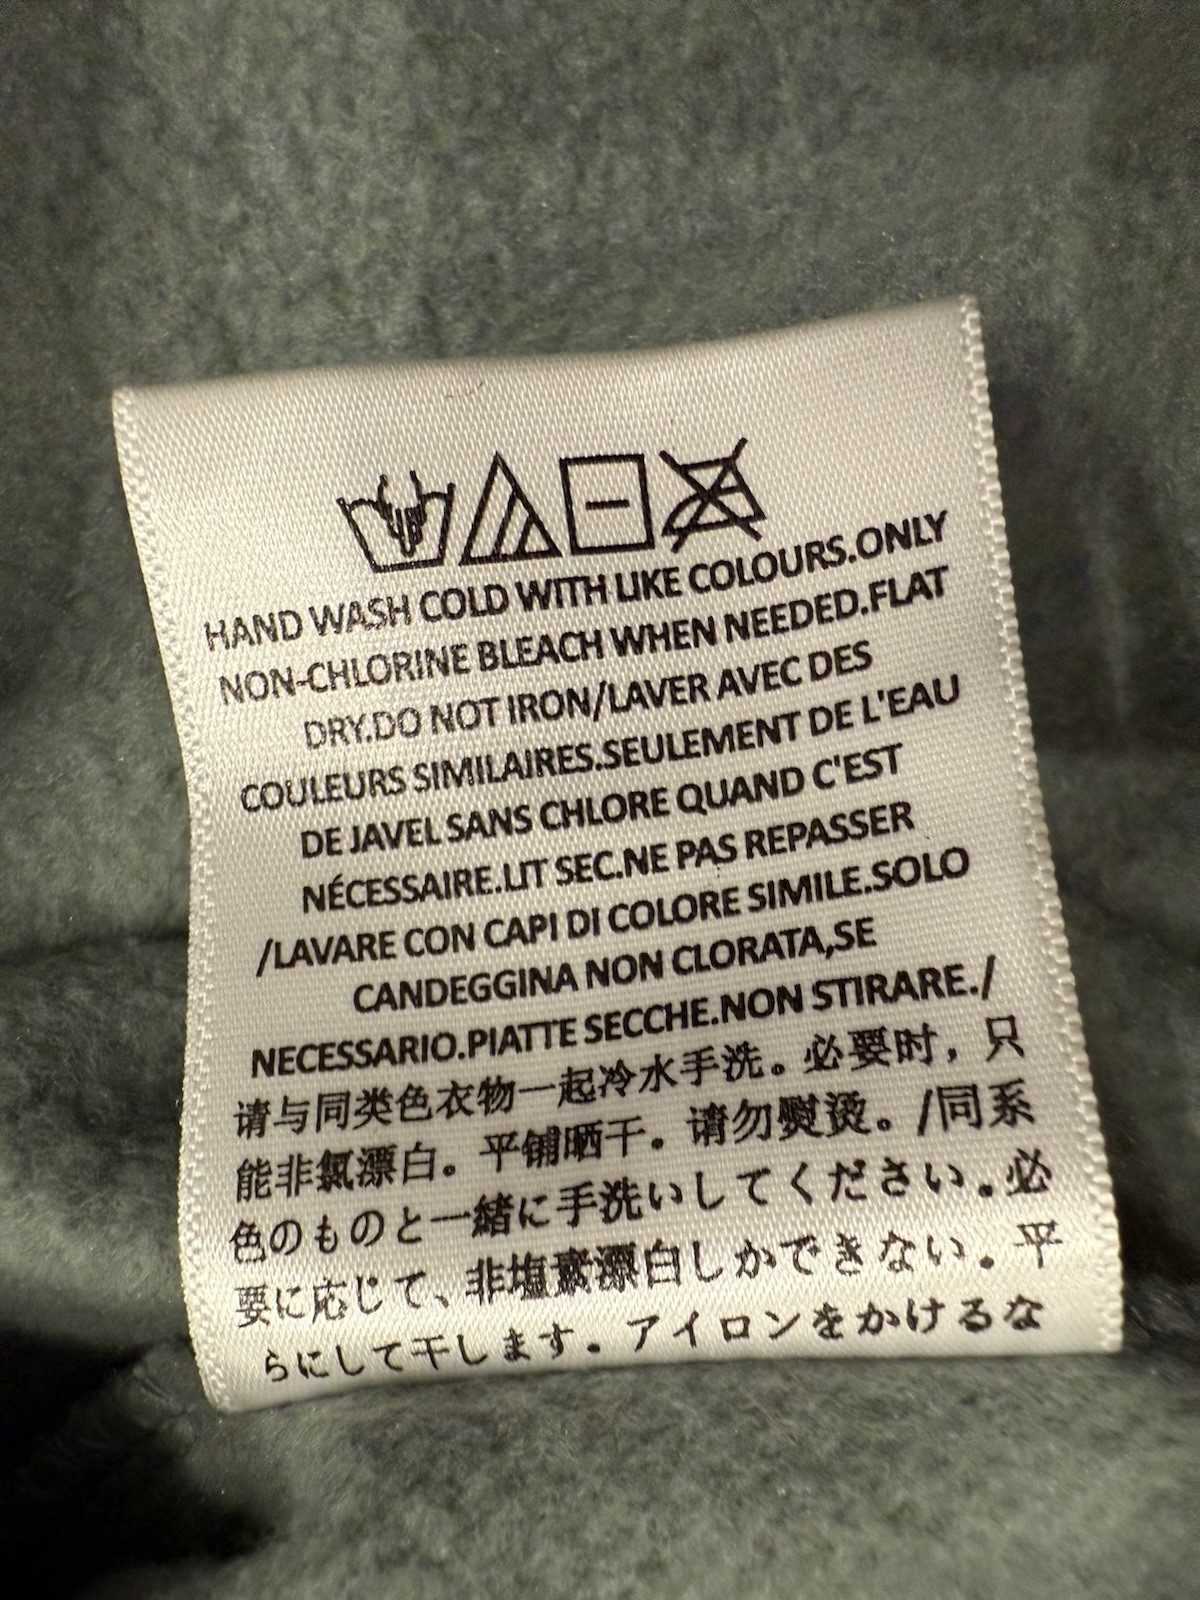 HAND WASH COLD WITH LIKE COLOURS.ONLY
NON-CHLORINE BLEACH WHEN NEEDED.FLAT
DRY.DO NOT IRON/LAVER AVEC DES
COULEURS SIMILAIRES.SEULEMENT DE L'EAU
DE JAVEL SANS CHLORE QUAND C'EST
NÉCESSAIRE.LIT SEC.NE PAS REPASSER
/LAVARE CON CAPI DI COLORE SIMILE.SOLO
CANDEGGINA NON CLORATA,SE
NECESSARIO.PIATTE SECCHE.NON STIRARE./
请与同类色衣物一起冷水手洗。必要时，只
能非氯漂白。平铺晒干。请勿熨烫。/同系
色のものと一緒に手洗いしてください。必
要に応じて、非塩素漂白しかできない。平
らにして干します。アイロンをかけるな